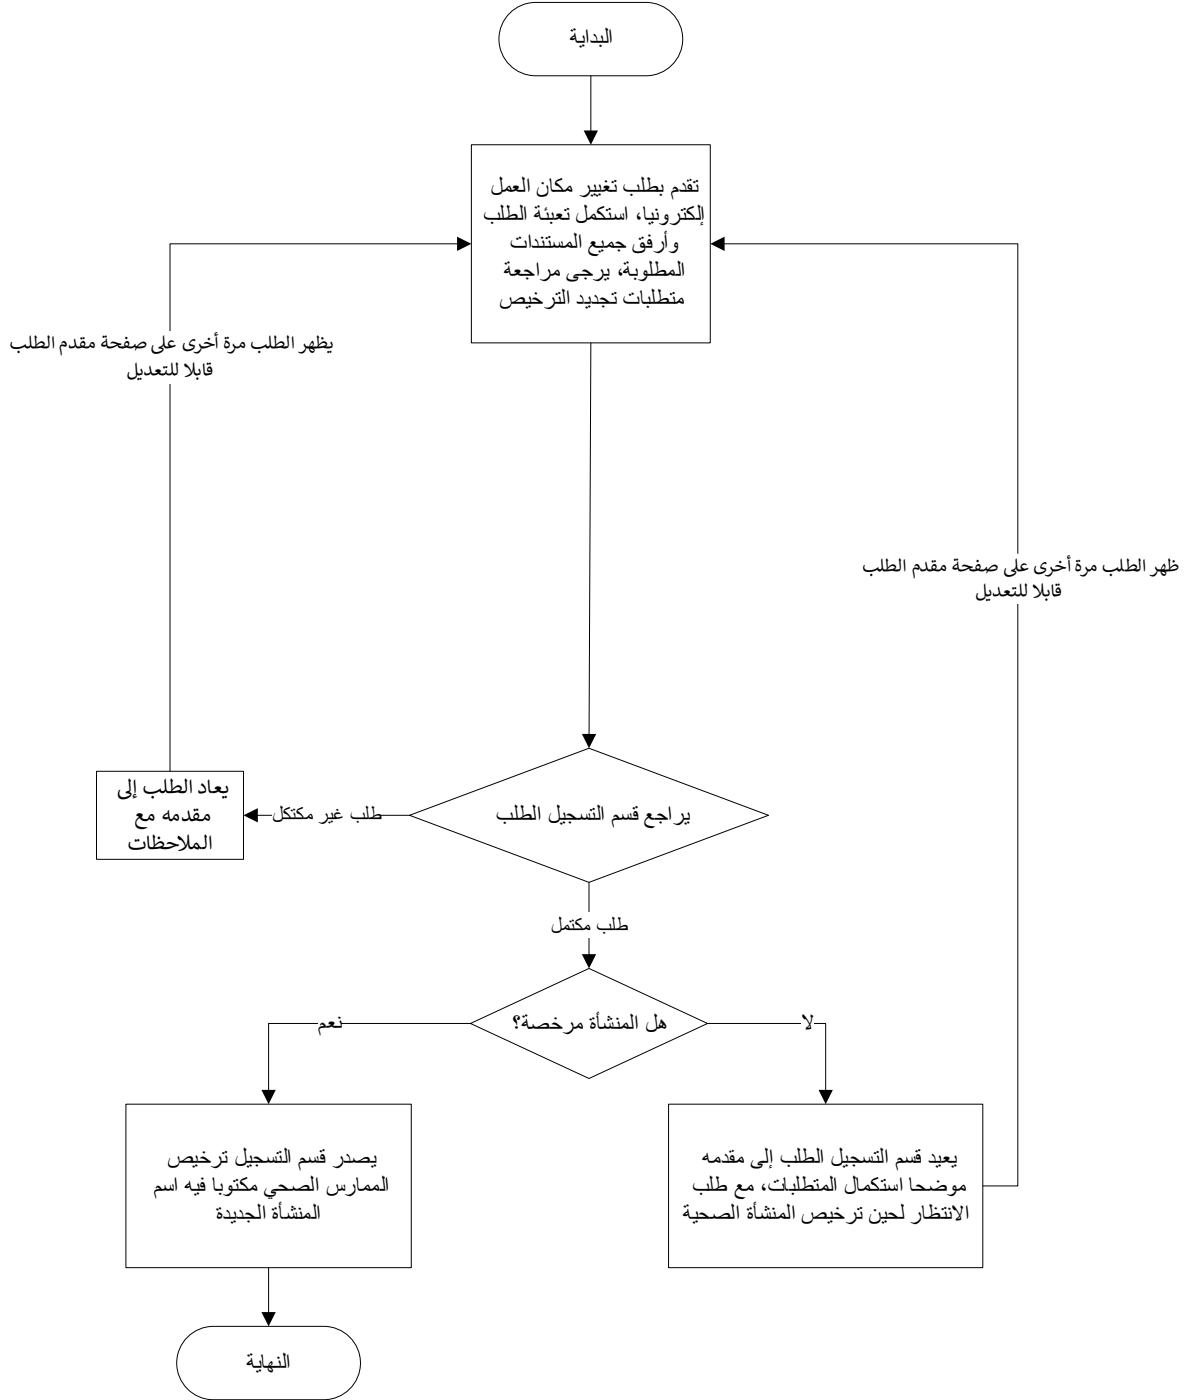 البداية
تقدم بطلب تغيير مكان العمل
إلكترونيا، استكمل تعبئة الطلب
وأرفق جميع المستندات
المطلوبة، يرجى مراجعة
متطلبات تجديد الترخيص
يظهر الطلب مرة أخرى على صفحة مقدم الطلب
قابلا للتعديل
ظهر الطلب مرة أخرى على صفحة مقدم الطلب
قابلا للتعديل
يراجع قسم التسجيل الطلب
طلب غير مكتكل
يعاد الطلب إلى
مقدمه مع
الملاحظات
طلب مكتمل
هل المنشأة مرخصة؟
لا
نعم
يعيد قسم التسجيل الطلب إلى مقدمه
موضحا استكمال المتطلبات، مع طلب
الانتظار لحين ترخيص المنشأة الصحية
يصدر قسم التسجيل ترخيص
الممارس الصحي مكتوبا فيه اسم
المنشأة الجديدة
النهاية